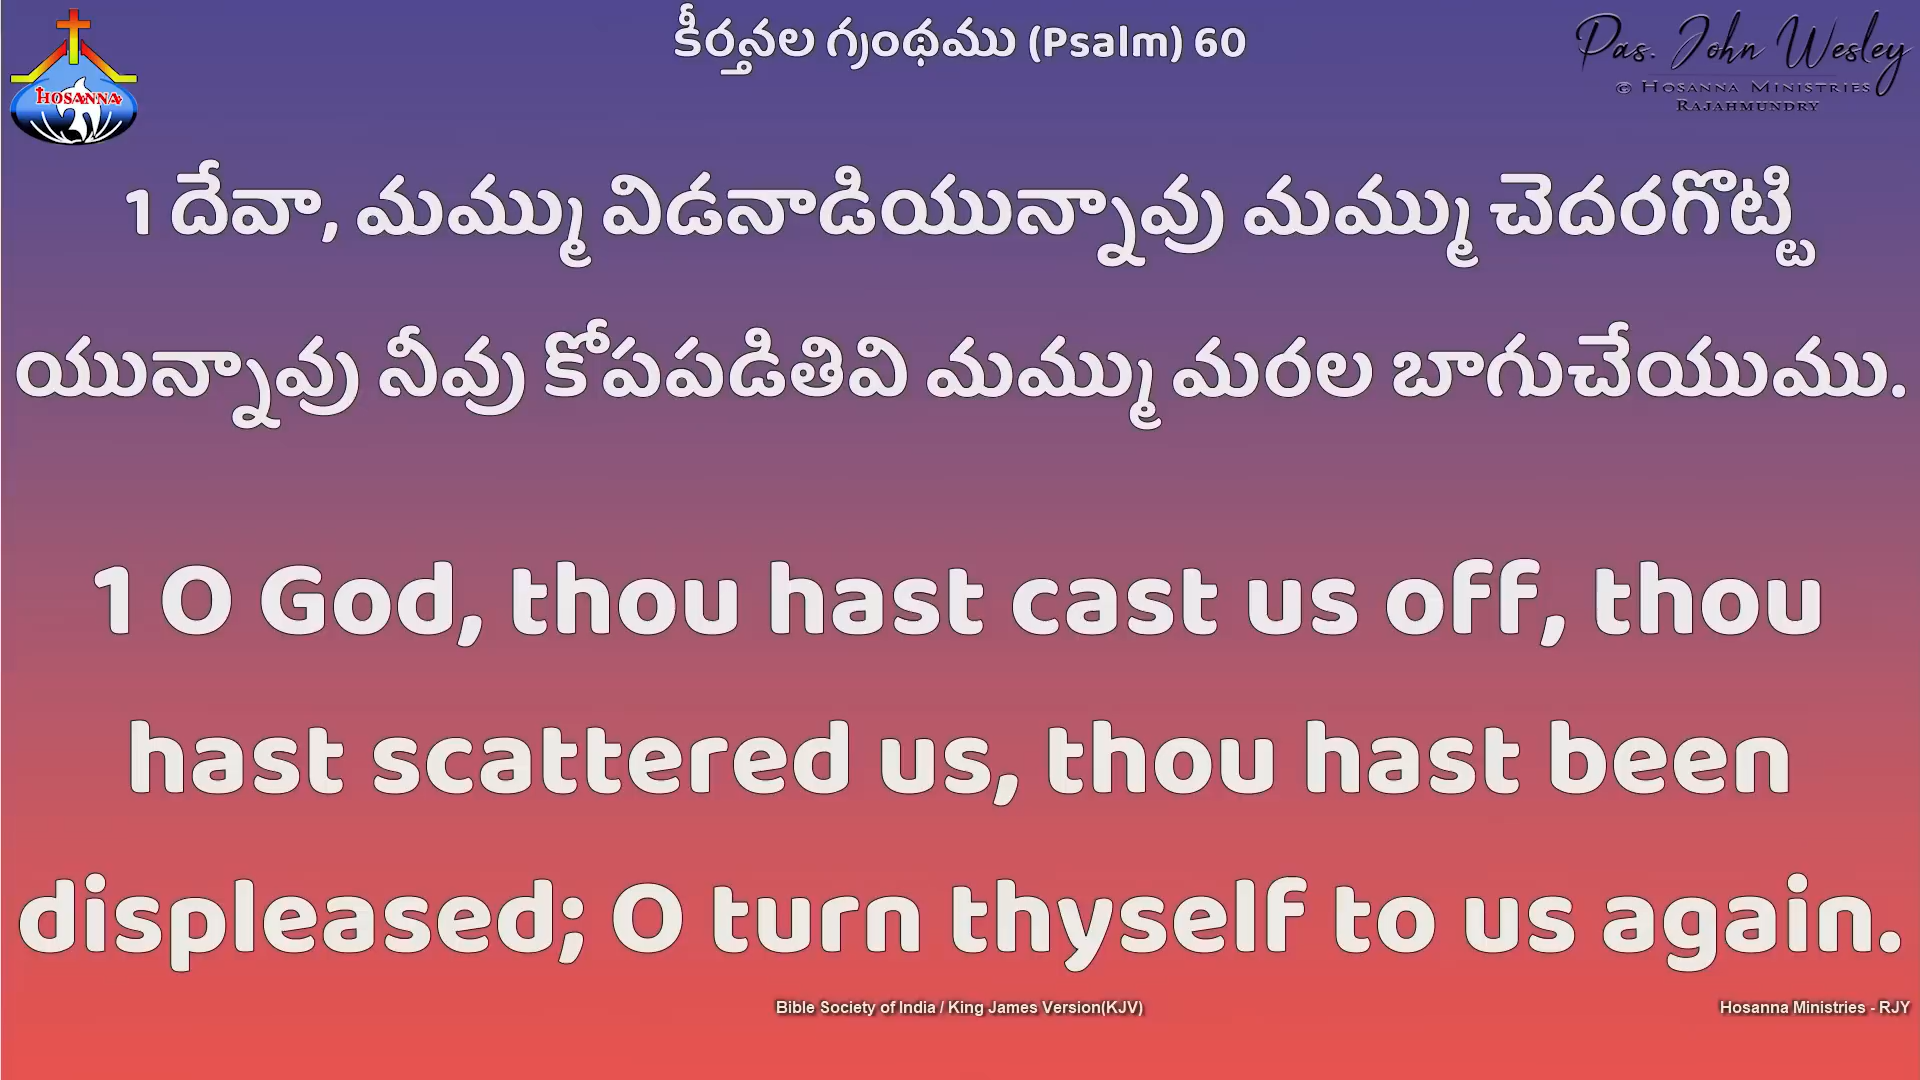 HOSANNA
కీర్తనల గ్రంథము (Psalm) 60
Pas. John Wesley
© HOSANNA MINISTRIES
RAJAHMUNDRY
1 దేవా, మమ్ము విడనాడియున్నావు మమ్ము చెదరగొట్టి
యున్నావు నీవు కోపపడితివి మమ్ము మరల బాగుచేయుము.
1 O God, thou hast cast us off, thou
hast scattered us, thou hast been
displeased; O turn thyself to us again.
Bible Society of India / King James Version(KJV)
Hosanna Ministries - RJY